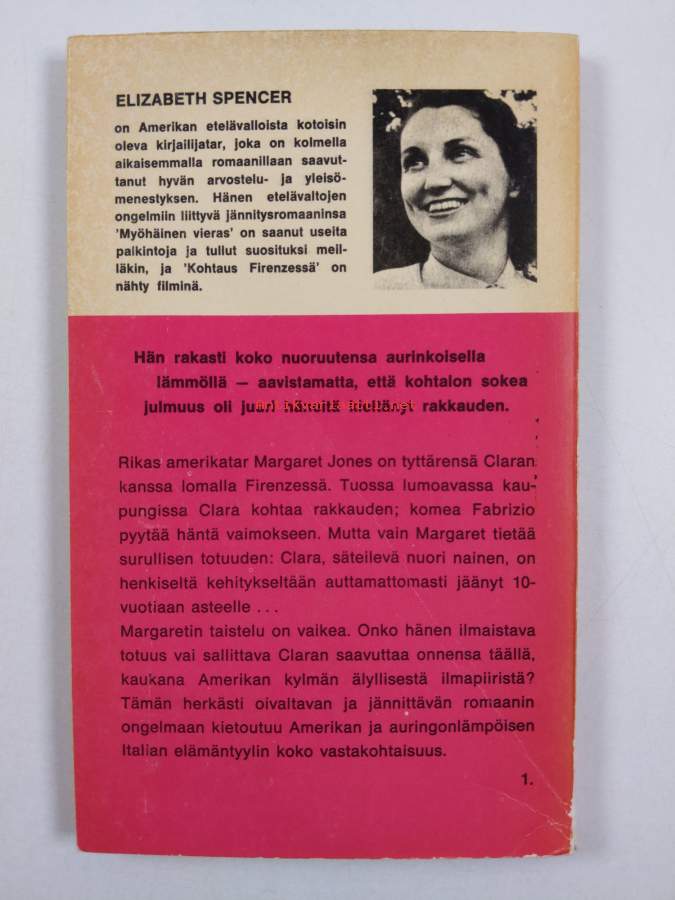 ELIZABETH SPENCER
on Amerikan etelävalloista kotoisin
oleva kirjailijatar, joka on kolmella
aikaisemmalla romaanillaan saavut-
tanut hyvän arvostelu- ja yleisö-
menestyksen. Hänen etelävaltojen
ongelmiin liittyvä jännitysromaaninsa
'Myöhäinen vieras' on saanut useita
palkintoja ja tullut suosituksi meil-
läkin, ja 'Kohtaus Firenzessä' on
nähty filminä.
Hän rakasti koko nuoruutensa aurinkoisella
lämmöllä — aavistamatta, että kohtalon sokea
julmuus oli juuri häneltä kieltänyt rakkauden.
Rikas amerikatar Margaret Jones on tyttärensä Claran
kanssa lomalla Firenzessä. Tuossa lumoavassa kau-
pungissa Clara kohtaa rakkauden; komea Fabrizio
pyytää häntä vaimokseen. Mutta vain Margaret tietää
surullisen totuuden: Clara, säteilevä nuori nainen, on
henkiseltä kehitykseltään auttamattomasti jäänyt 10-
vuotiaan asteelle ...
Margaretin taistelu on vaikea. Onko hänen ilmaistava
totuus vai sallittava Claran saavuttaa onnensa täällä,
kaukana Amerikan kylmän älyllisestä ilmapiiristä?
Tämän herkästi oivaltavan ja jännittävän romaanin
ongelmaan kietoutuu Amerikan ja auringonlämpöisen
Italian elämäntyylin koko vastakohtaisuus.
1.